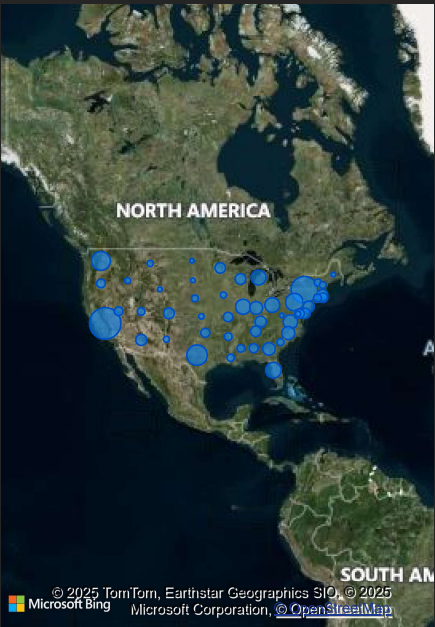 NORTH AMERICA
A
SOUTH AM
© 2025 TomTom, Earthstar Geographics SIO, © 2025
Microsoft Bing
Microsoft Corporation, © OpenStreetMap